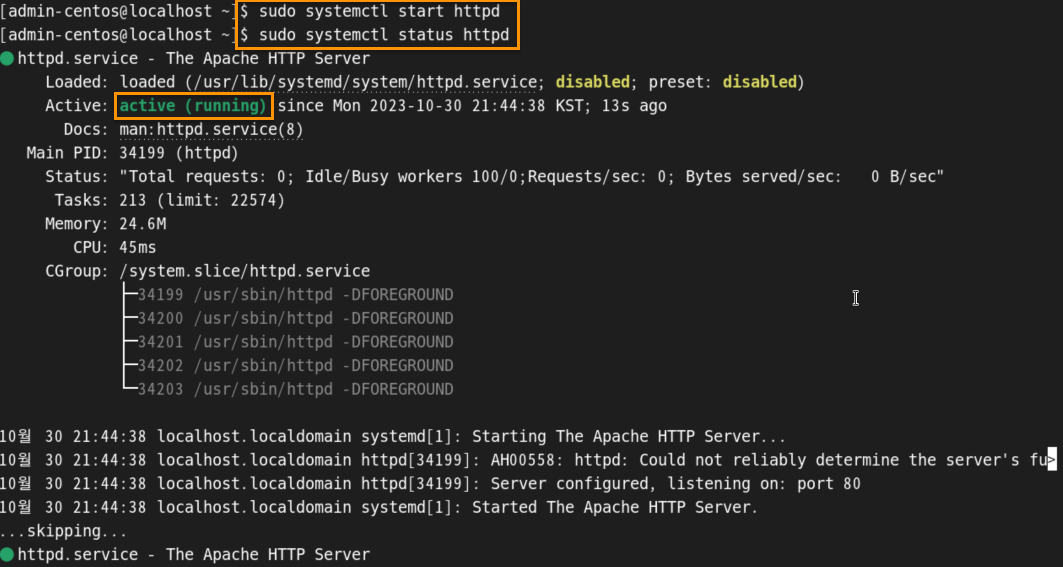 [admin-centos@localhost ~]$ sudo systemctl start httpd
[admin-centos@localhost ~]$ sudo systemctl status httpd
● httpd.service - The Apache HTTP Server
Loaded: loaded (/usr/lib/systemd/system/httpd.service; disabled; preset: disabled)
Active: active (running) since Mon 2023-10-30 21:44:38 KST; 13s ago
Docs: man:httpd.service(8)
Main PID: 34199 (httpd)
Status: "Total requests: 0; Idle/Busy workers 100/0;Requests/sec: 0; Bytes served/sec:   0 B/sec"
Tasks: 213 (limit: 22574)
Memory: 24.6M
CPU: 45ms
CGroup: /system.slice/httpd.service
├─34199 /usr/sbin/httpd -DFOREGROUND
├─34200 /usr/sbin/httpd -DFOREGROUND
├─34201 /usr/sbin/httpd -DFOREGROUND
├─34202 /usr/sbin/httpd -DFOREGROUND
└─34203 /usr/sbin/httpd -DFOREGROUND
10월 30 21:44:38 localhost.localdomain systemd[1]: Starting The Apache HTTP Server...
10월 30 21:44:38 localhost.localdomain httpd[34199]: AH00558: httpd: Could not reliably determine the server's fu>
10월 30 21:44:38 localhost.localdomain httpd[34199]: Server configured, listening on: port 80
10월 30 21:44:38 localhost.localdomain systemd[1]: Started The Apache HTTP Server.
...skipping...
● httpd.service - The Apache HTTP Server